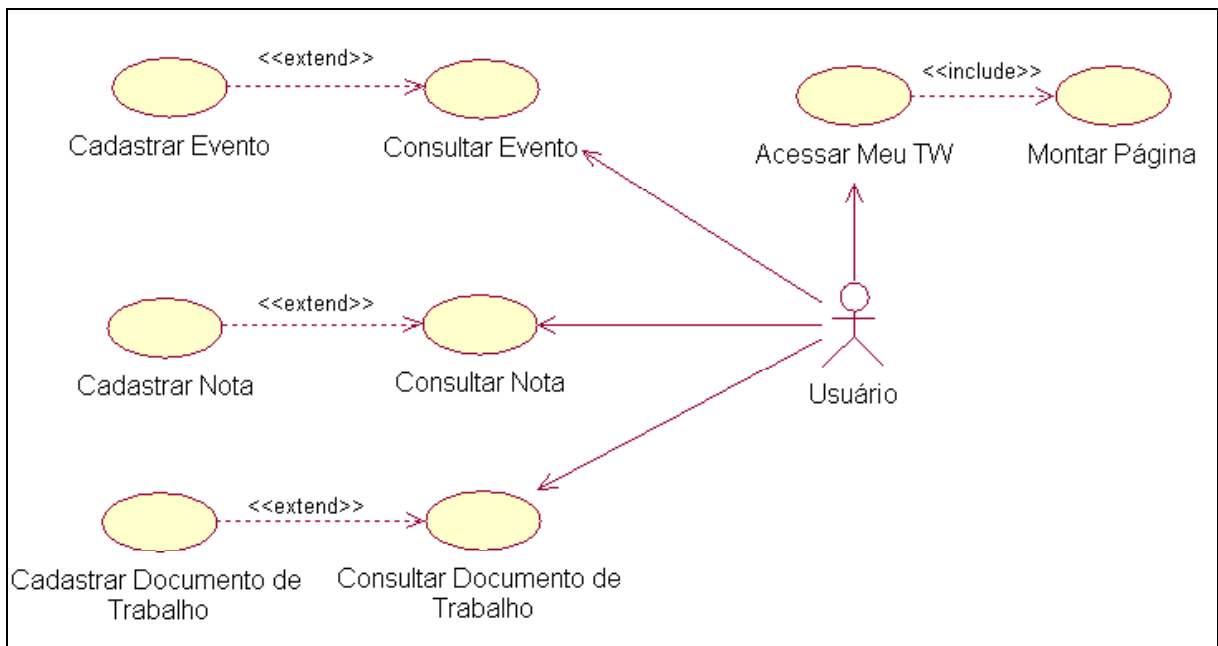 <<extend>>
Cadastrar Evento
Consultar Evento
<<include>>
Acessar Meu TW
Montar Página
<<extend>>
Cadastrar Nota
Consultar Nota
Usuário
<<extend>>
Cadastrar Documento de
Trabalho
Consultar Documento de
Trabalho